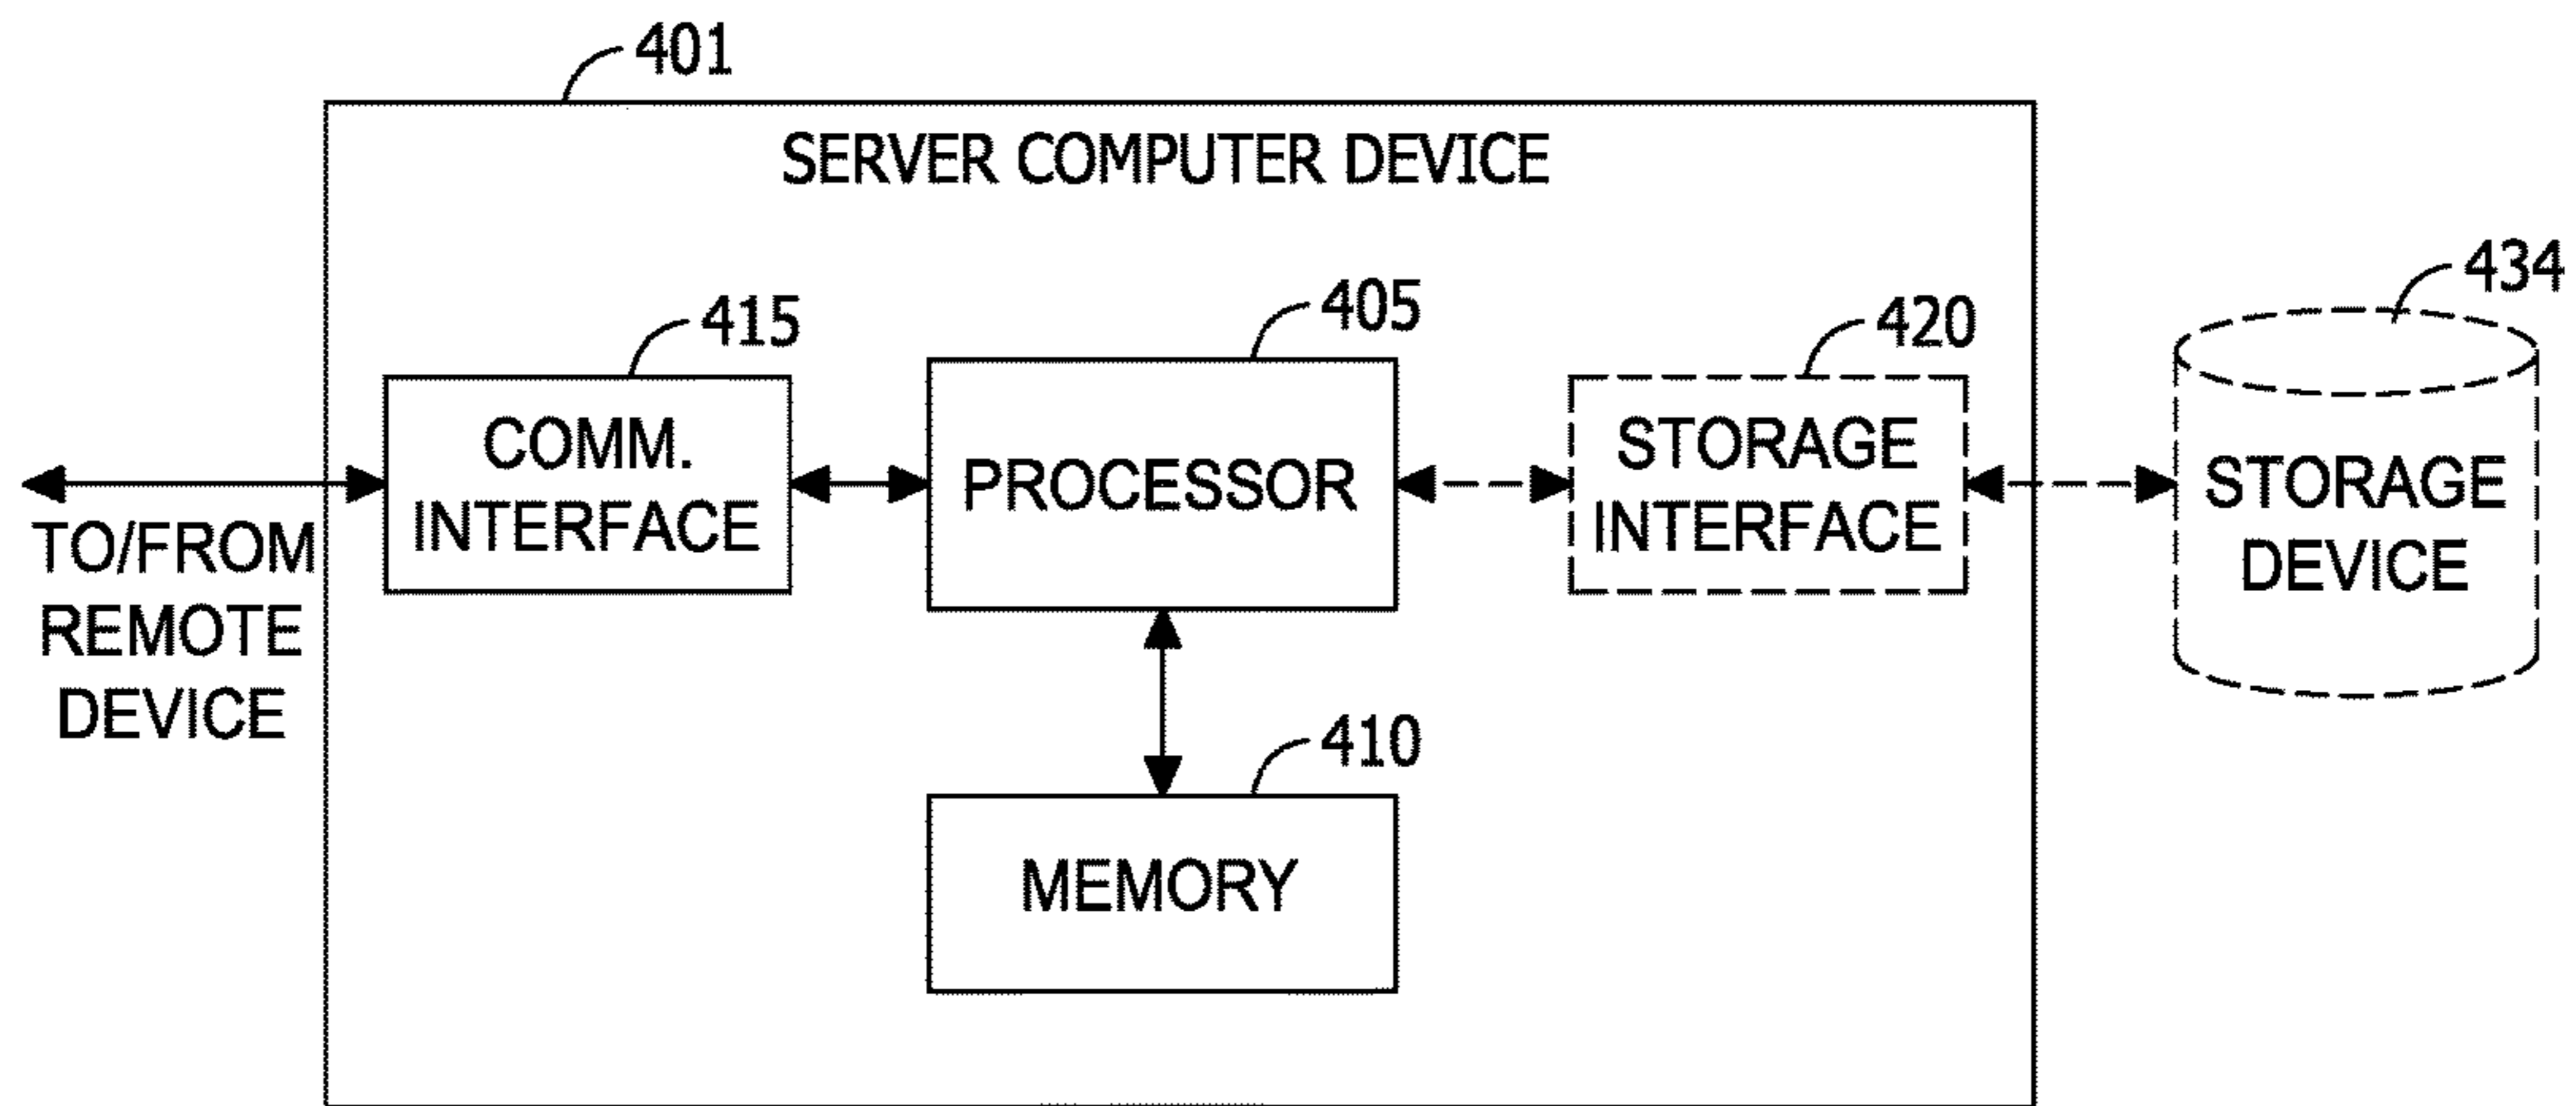 401
SERVER COMPUTER DEVICE
434
415
405
420
COMM.
INTERFACE
PROCESSOR
STORAGE
INTERFACE
STORAGE
DEVICE
TO/FROM
REMOTE
DEVICE
410
MEMORY